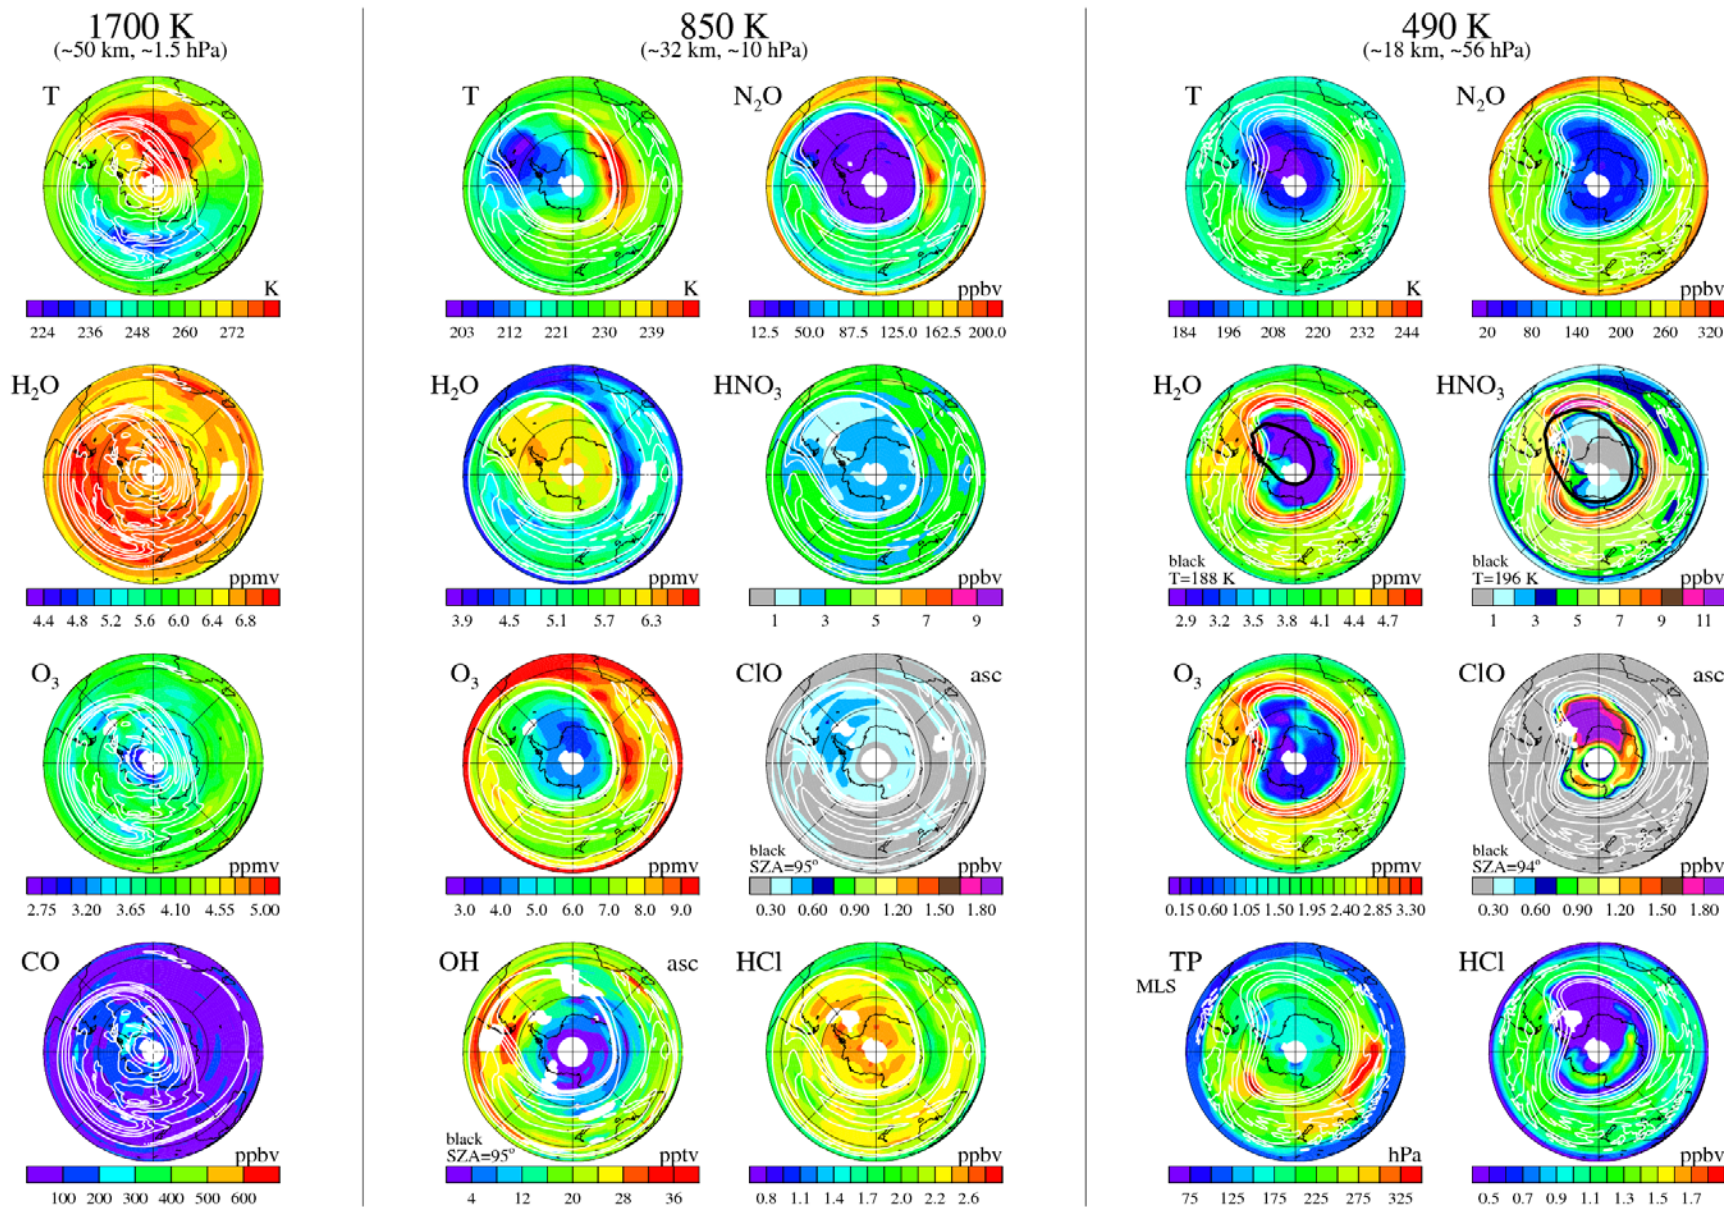 1700 K
(~50 km, ~1.5 hPa)
850 K
(~32 km, ~10 hPa)
490 K
(~18 km, ~56 hPa)
T
K
224 236 248 260 272
T
K
203 212 221 230 239
N₂O
ppbv
12.5 50.0 87.5 125.0 162.5 200.0
T
K
184 196 208 220 232 244
N₂O
ppbv
20 80 140 200 260 320
H₂O
ppmv
4.4 4.8 5.2 5.6 6.0 6.4 6.8
H₂O
ppmv
3.9 4.5 5.1 5.7 6.3
HNO₃
ppbv
1 3 5 7 9
H₂O
black
T=188 K
ppmv
2.9 3.2 3.5 3.8 4.1 4.4 4.7
HNO₃
black
T=196 K
ppbv
1 3 5 7 9 11
O₃
ppmv
2.75 3.20 3.65 4.10 4.55 5.00
O₃
ppmv
3.0 4.0 5.0 6.0 7.0 8.0 9.0
ClO
asc
black
SZA=95°
ppbv
0.30 0.60 0.90 1.20 1.50 1.80
O₃
ppmv
0.15 0.60 1.05 1.50 1.95 2.40 2.85 3.30
ClO
asc
black
SZA=94°
ppbv
0.30 0.60 0.90 1.20 1.50 1.80
CO
ppbv
100 200 300 400 500 600
OH
asc
black
SZA=95°
pptv
4 12 20 28 36
HCl
ppbv
0.8 1.1 1.4 1.7 2.0 2.2 2.6
TP
MLS
hPa
75 125 175 225 275 325
HCl
ppbv
0.5 0.7 0.9 1.1 1.3 1.5 1.7